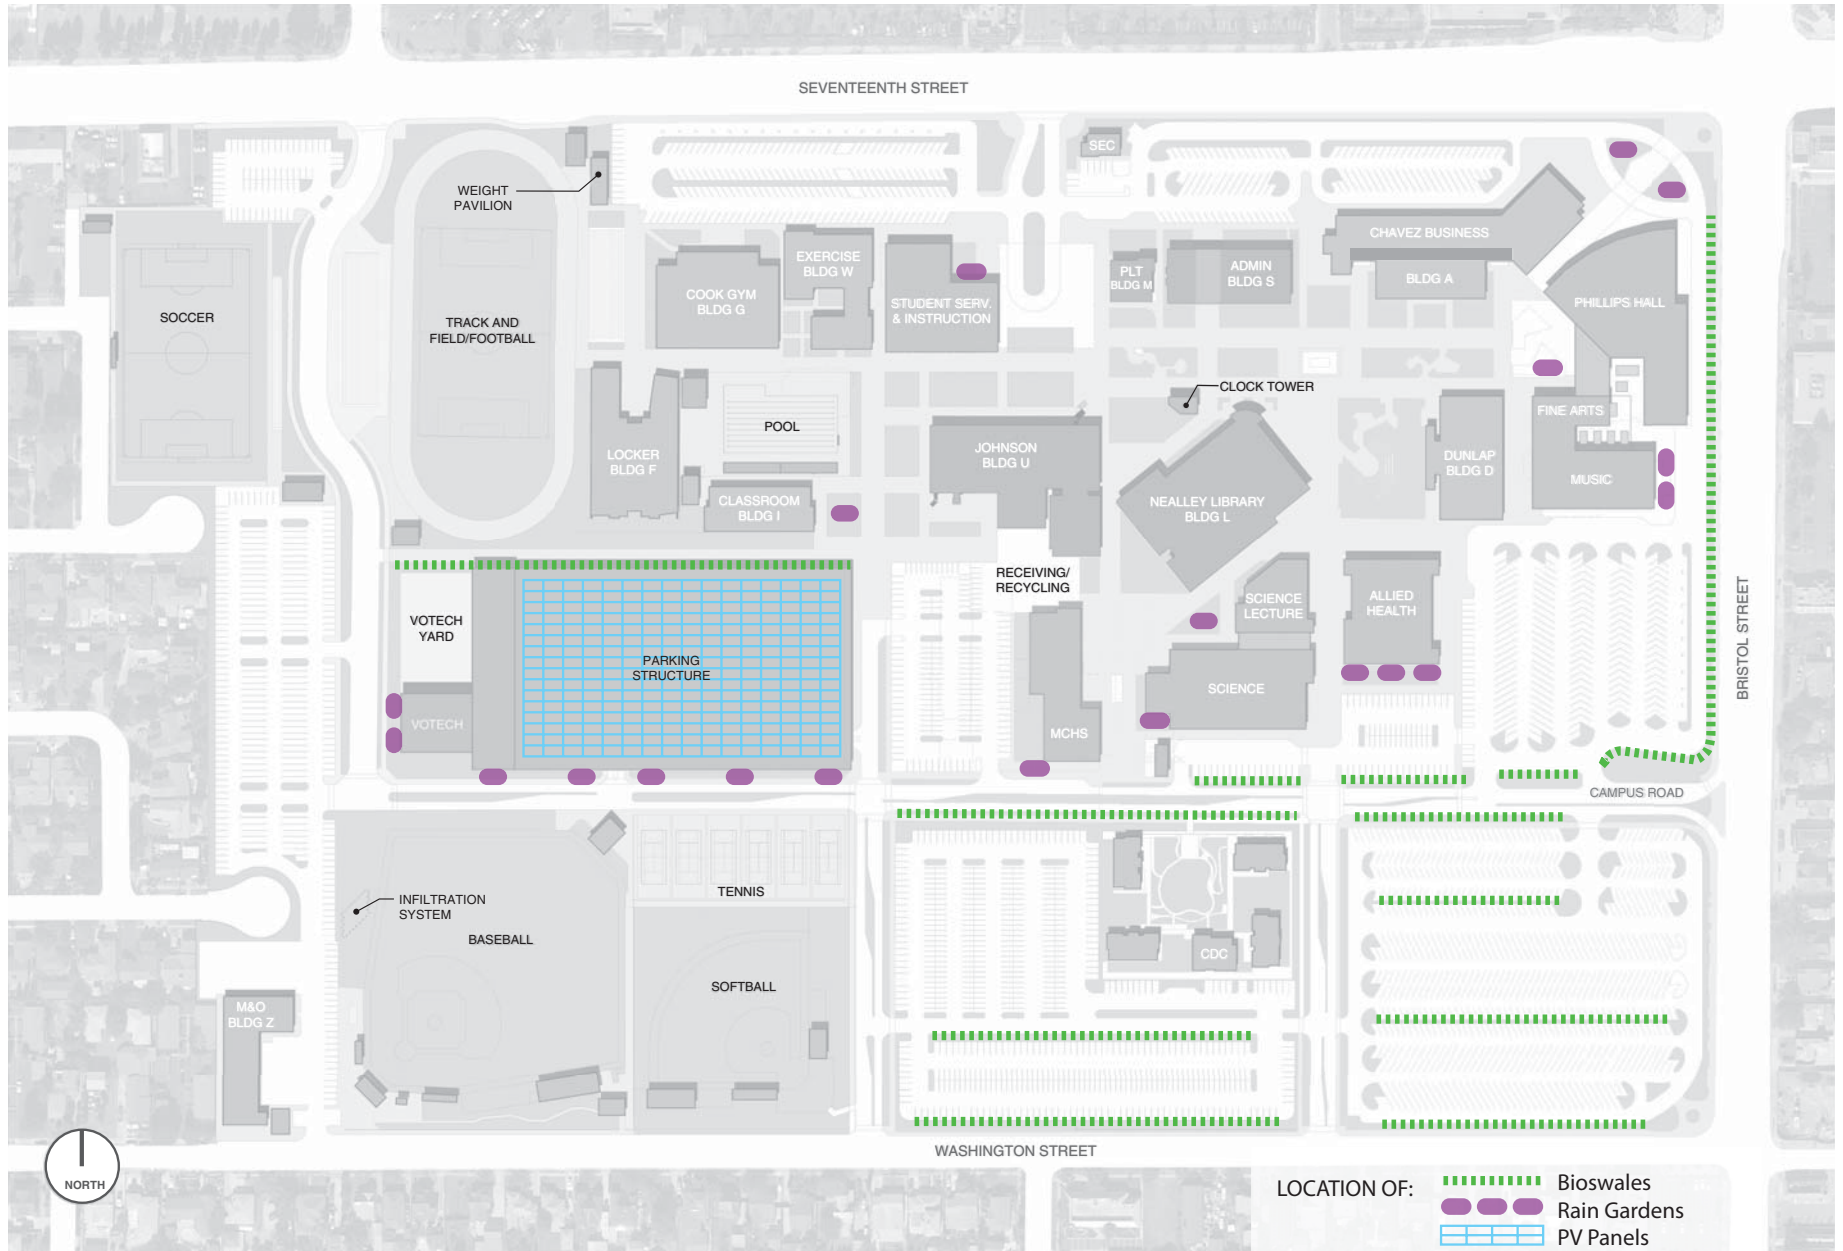 SEVENTEENTH STREET
SEC
WEIGHT
PAVILION
CHAVEZ BUSINESS
EXERCISE
BLDG W
PLT
BLDG M
ADMIN
BLDG S
BLDG A
COOK GYM
BLDG G
STUDENT SERV.
& INSTRUCTION
PHILLIPS HALL
SOCCER
TRACK AND
FIELD/FOOTBALL
CLOCK TOWER
FINE ARTS
POOL
LOCKER
BLDG F
JOHNSON
BLDG U
DUNLAP
BLDG D
MUSIC
CLASSROOM
BLDG I
NEALLEY LIBRARY
BLDG L
RECEIVING/
RECYCLING
SCIENCE
LECTURE
ALLIED
HEALTH
VOTECH
YARD
PARKING
STRUCTURE
BRISTOL STREET
SCIENCE
VOTECH
MCHS
CAMPUS ROAD
TENNIS
INFILTRATION
SYSTEM
BASEBALL
CDC
SOFTBALL
M&O
BLDG Z
WASHINGTON STREET
NORTH
LOCATION OF:
Bioswales
Rain Gardens
PV Panels